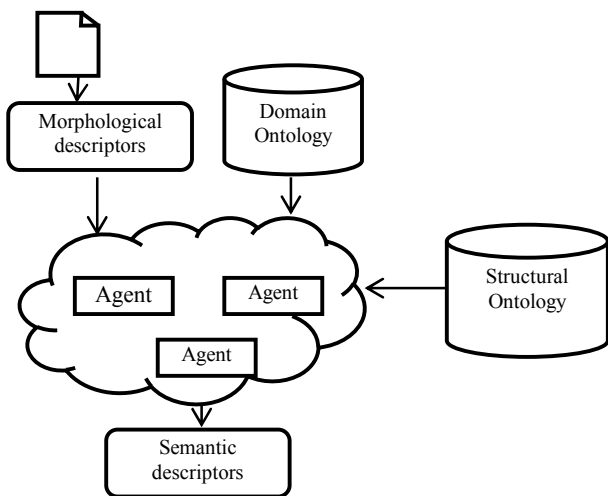 Morphological
descriptors
Domain
Ontology
Structural
Ontology
Agent
Agent
Agent
Semantic
descriptors